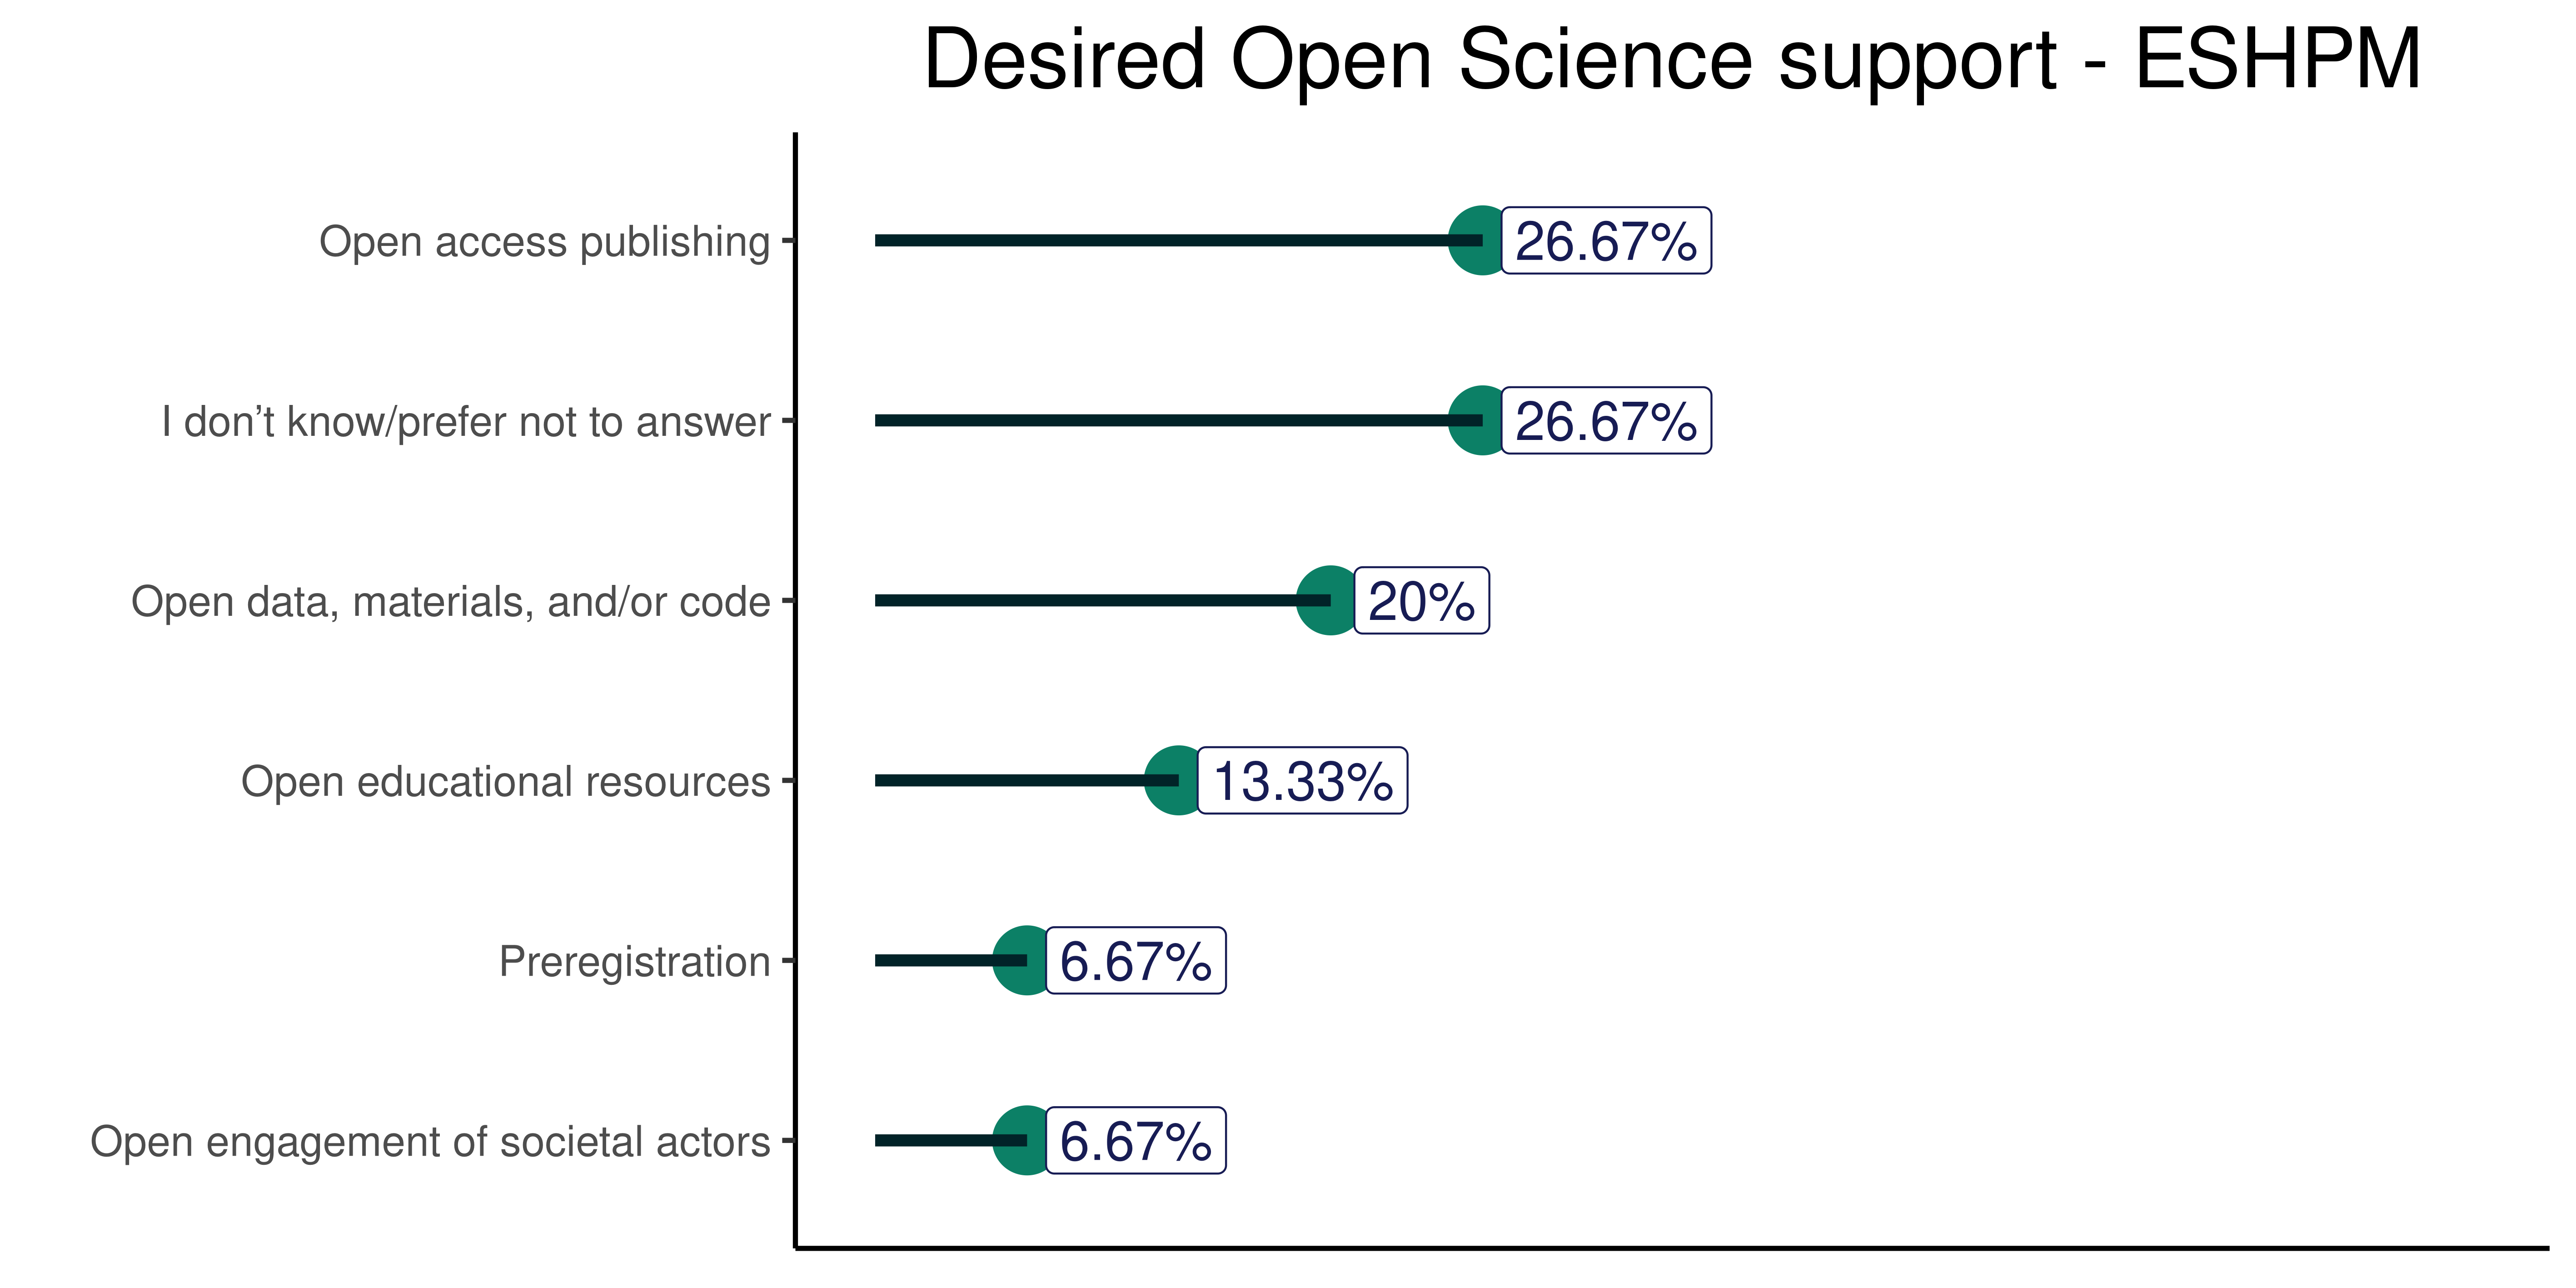 Desired Open Science support - ESHPM
Open access publishing
26.67%
I don’t know/prefer not to answer
26.67%
Open data, materials, and/or code
20%
Open educational resources
13.33%
Preregistration
6.67%
Open engagement of societal actors
6.67%